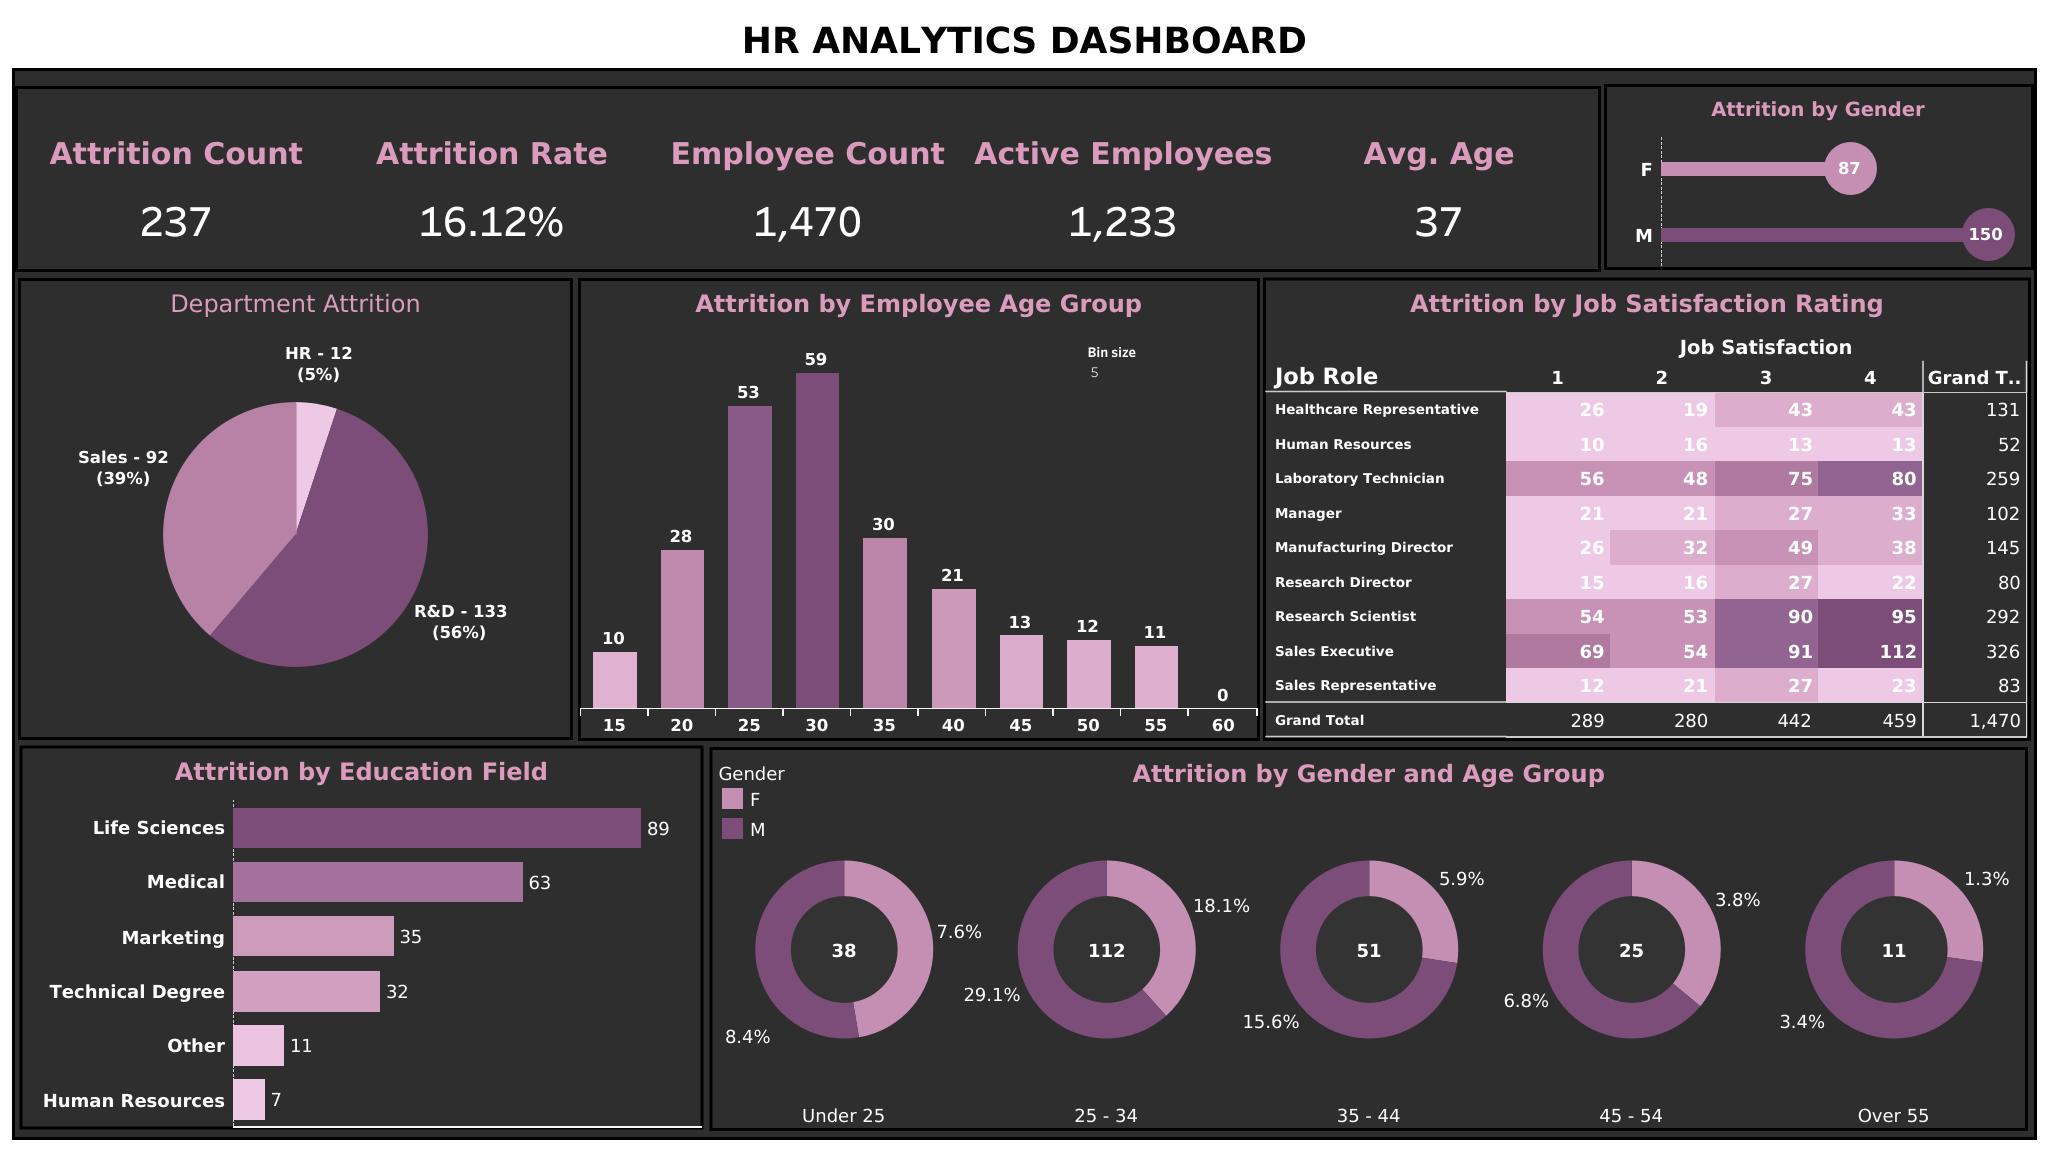 HR ANALYTICS DASHBOARD
Attrition Count
237
Attrition Rate
16.12%
Employee Count
1,470
Active Employees
1,233
Avg. Age
37
Attrition by Gender
F
87
M
150
Department Attrition
HR - 12
(5%)
Sales - 92
(39%)
R&D - 133
(56%)
Attrition by Employee Age Group
Bin size
5
10
28
53
59
30
21
13
12
11
0
15 20 25 30 35 40 45 50 55 60
Attrition by Job Satisfaction Rating
Job Satisfaction
Job Role 1 2 3 4 Grand T..
Healthcare Representative 26 19 43 43 131
Human Resources 10 16 13 13 52
Laboratory Technician 56 48 75 80 259
Manager 21 21 27 33 102
Manufacturing Director 26 32 49 38 145
Research Director 15 16 27 22 80
Research Scientist 54 53 90 95 292
Sales Executive 69 54 91 112 326
Sales Representative 12 21 27 23 83
Grand Total 289 280 442 459 1,470
Attrition by Education Field
Life Sciences 89
Medical 63
Marketing 35
Technical Degree 32
Other 11
Human Resources 7
Attrition by Gender and Age Group
Gender
F
M
7.6%
38
8.4%
18.1%
112
29.1%
5.9%
51
15.6%
3.8%
25
6.8%
1.3%
11
3.4%
Under 25 25 - 34 35 - 44 45 - 54 Over 55